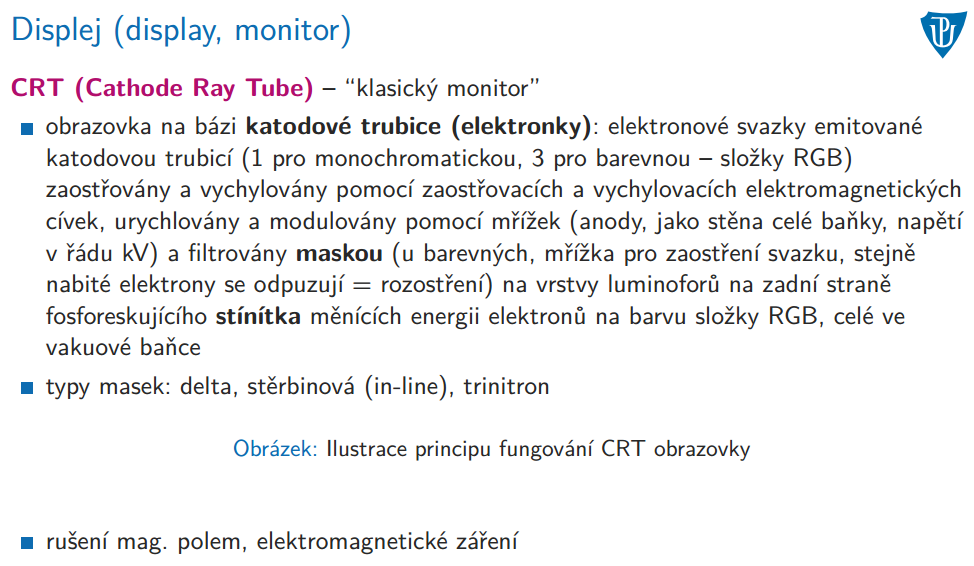 Displej (display, monitor)
CRT (Cathode Ray Tube) – “klasický monitor”
obrazovka na bázi katodové trubice (elektronky): elektronové svazky emitované
katodovou trubicí (1 pro monochromatickou, 3 pro barevnou – složky RGB)
zaostřovány a vychylovány pomocí zaostřovacích a vychylovacích elektromagnetických
cívek, urychlovány a modulovány pomocí mřížek (anody, jako stěna celé baňky, napětí
v řádu kV) a filtrovány maskou (u barevných, mřížka pro zaostření svazku, stejně
nabité elektrony se odpuzují = rozostření) na vrstvy luminoforů na zadní straně
fosforeskujícího stínítka měnících energii elektronů na barvu složky RGB, celé ve
vakuové baňce
typy masek: delta, stěrbinová (in-line), trinitron
Obrázek: Ilustrace principu fungování CRT obrazovky
rušení mag. polem, elektromagnetické záření